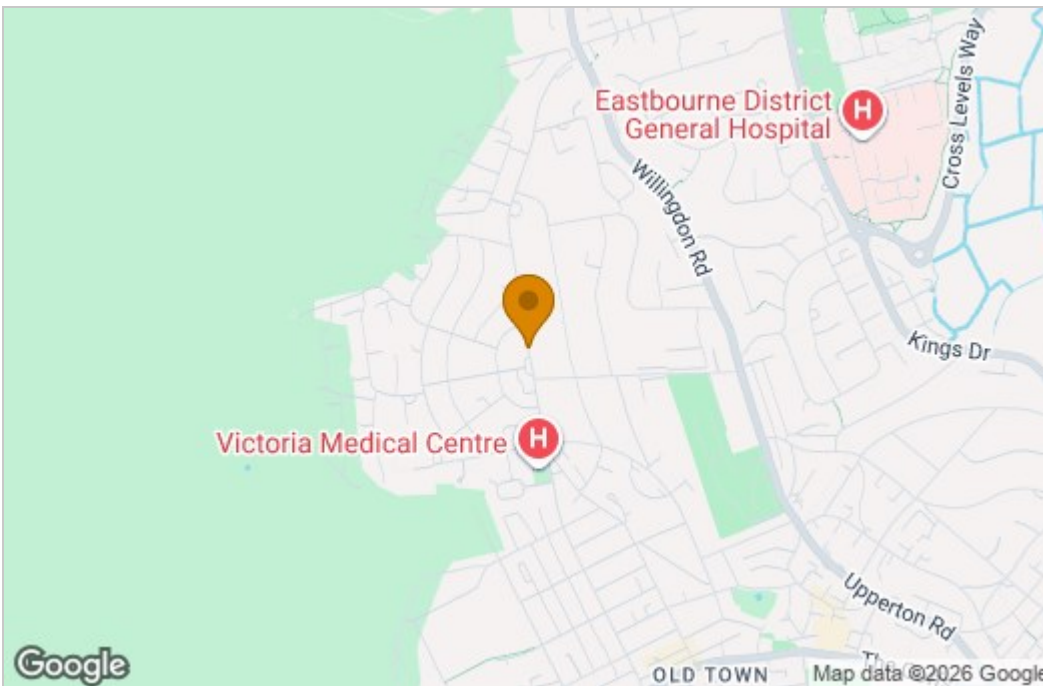 Eastbourne District
General Hospital
H
Cross Levels Way
Willingdon Rd
Kings Dr
Victoria Medical Centre
H
Upperton Rd
OLD TOWN
Google
Map data ©2026 Google